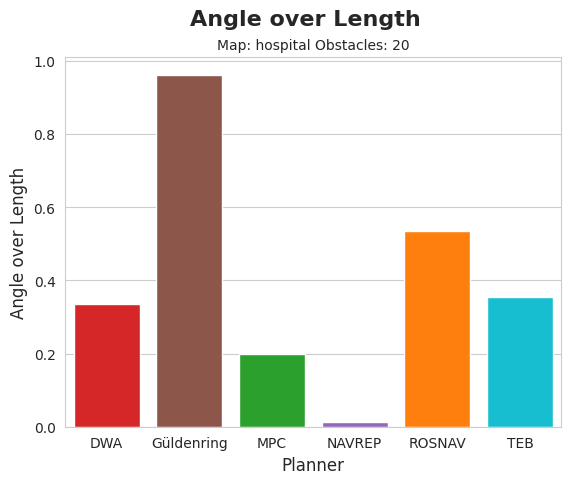 Angle over Length
Map: hospital Obstacles: 20
1.0
0.8
0.6
0.4
0.2
0.0
Angle over Length
DWA Güldenring MPC NAVREP ROSNAV TEB
Planner